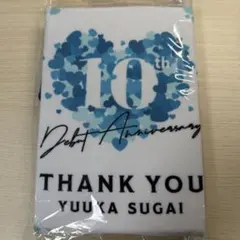 10th
Debut Anniversary
THANK YOU
YUUKA SUGAI